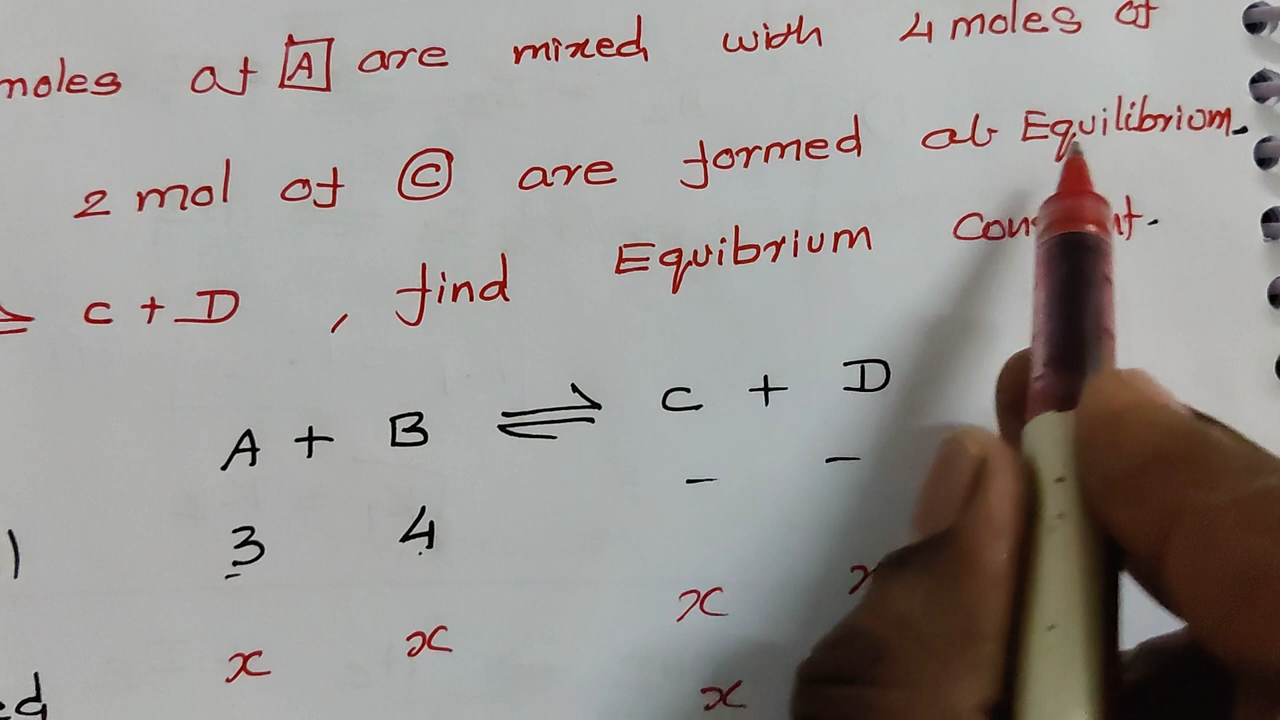 moles of A are mixed with 4 moles of
2 mol of C are formed at Equilibrium.
⇌ C + D , find Equibrium
A + B ⇌ C + D
- -
3 4
x x
x x
x